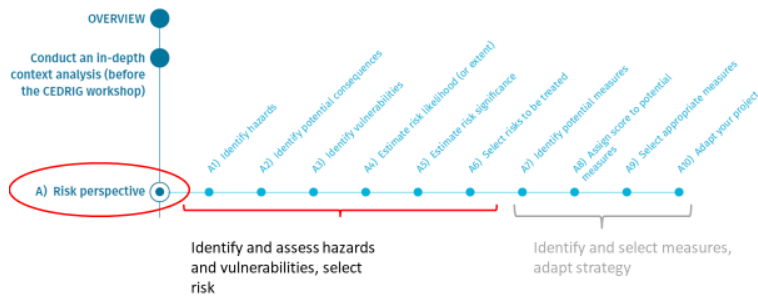 OVERVIEW
Conduct an in-depth
context analysis (before
the CEDRIG workshop)
A) Risk perspective
A1) Identify hazards
A2) Identify potential consequences
A3) Identify vulnerabilities
A4) Estimate risk likelihood (or extent)
A5) Estimate risk significance
A6) Select risks to be treated
A7) Identify potential measures
A8) Assign score to potential
measures
A9) Select appropriate measures
A10) Adapt your project
Identify and assess hazards
and vulnerabilities, select
risk
Identify and select measures,
adapt strategy